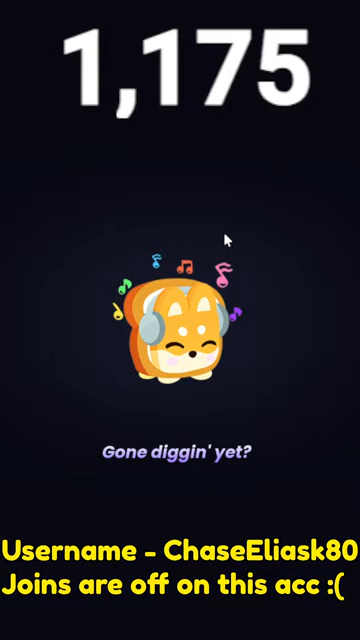 1,175
Gone diggin' yet?
Username - ChaseEliask80
Joins are off on this acc :(